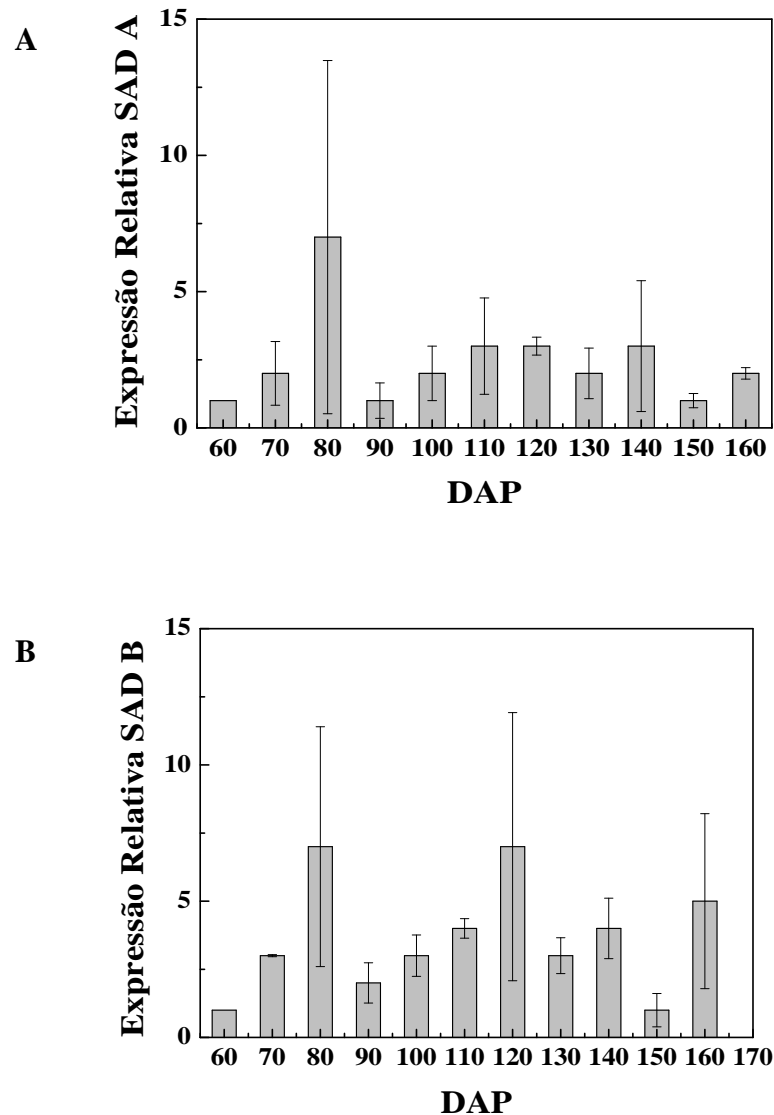 A
Expressão Relativa SAD A
15
10
5
0
60 70 80 90 100 110 120 130 140 150 160
DAP
B
Expressão Relativa SAD B
15
10
5
0
60 70 80 90 100 110 120 130 140 150 160 170
DAP